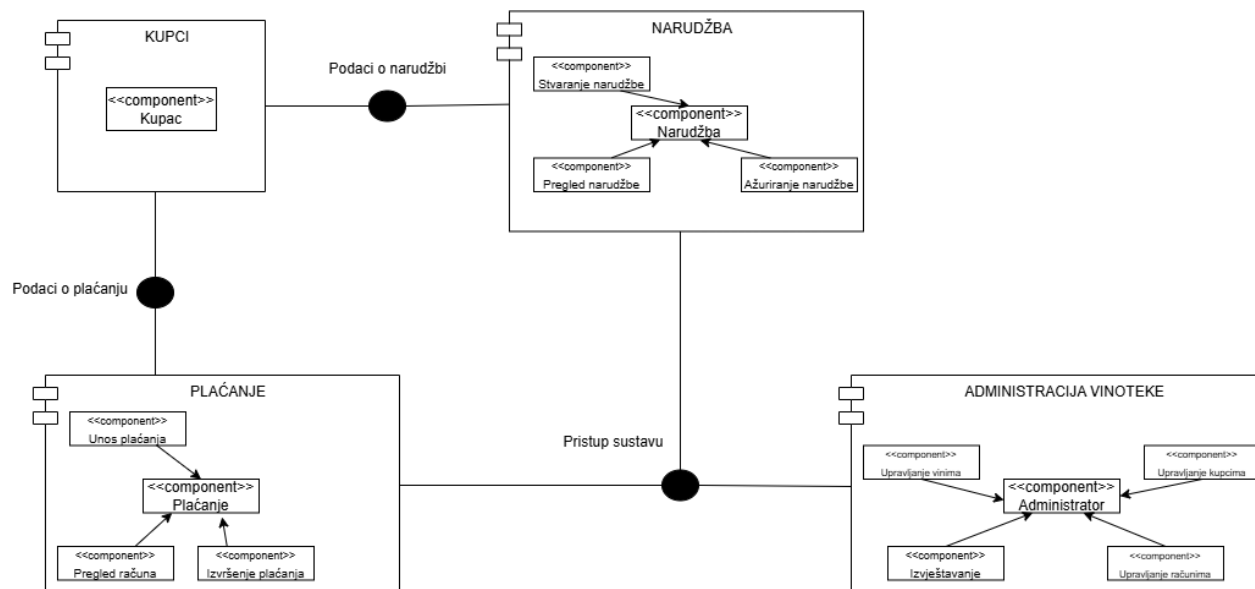 KUPCI
<<component>>
Kupac
Podaci o narudžbi
NARUDŽBA
<<component>>
Stvaranje narudžbe
<<component>>
Narudžba
<<component>>
Pregled narudžbe
<<component>>
Ažuriranje narudžbe
Podaci o plaćanju
PLAĆANJE
<<component>>
Unos plaćanja
<<component>>
Plaćanje
<<component>>
Pregled računa
<<component>>
Izvršenje plaćanja
Pristup sustavu
ADMINISTRACIJA VINOTEKE
<<component>>
Upravljanje vinima
<<component>>
Upravljanje kupcima
<<component>>
Administrator
<<component>>
Izvještavanje
<<component>>
Upravljanje računima